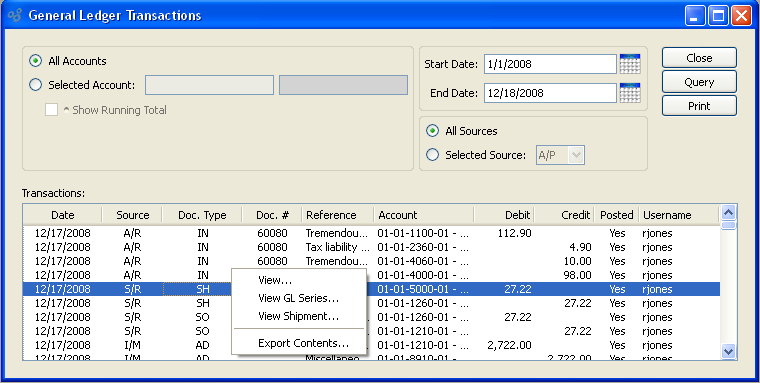 General Ledger Transactions
All Accounts
Selected Account:
^ Show Running Total
Start Date: 1/1/2008
End Date: 12/18/2008
All Sources
Selected Source: A/P
Close
Query
Print
Transactions:
Date Source Doc. Type Doc. # Reference Account Debit Credit Posted Username
12/17/2008 A/R IN 60080 Tremendou... 01-01-1100-01 - ... 112.90 Yes rjones
12/17/2008 A/R IN 60080 Tax liability 01-01-2360-01 - ... 4.90 Yes rjones
12/17/2008 A/R IN 60080 Tremendou... 01-01-4060-01 - ... 10.00 Yes rjones
12/17/2008 A/R IN 01-01-4000-01 - ... 98.00 Yes rjones
12/17/2008 S/R SH 01-01-5000-01 - ... 27.22 Yes rjones
12/17/2008 S/R SH 01-01-1260-01 - ... 27.22 Yes rjones
12/17/2008 S/R SO 01-01-1260-01 - ... 27.22 Yes rjones
12/17/2008 S/R SO 01-01-1210-01 - ... 27.22 Yes rjones
12/17/2008 I/M AD 01-01-1210-01 - ... 2,722.00 Yes rjones
12/17/2008 I/M AD Miscellaneo... 01-01-8910-01 - ... 2,722.00 Yes rjones
View...
View GL Series...
View Shipment...
Export Contents...